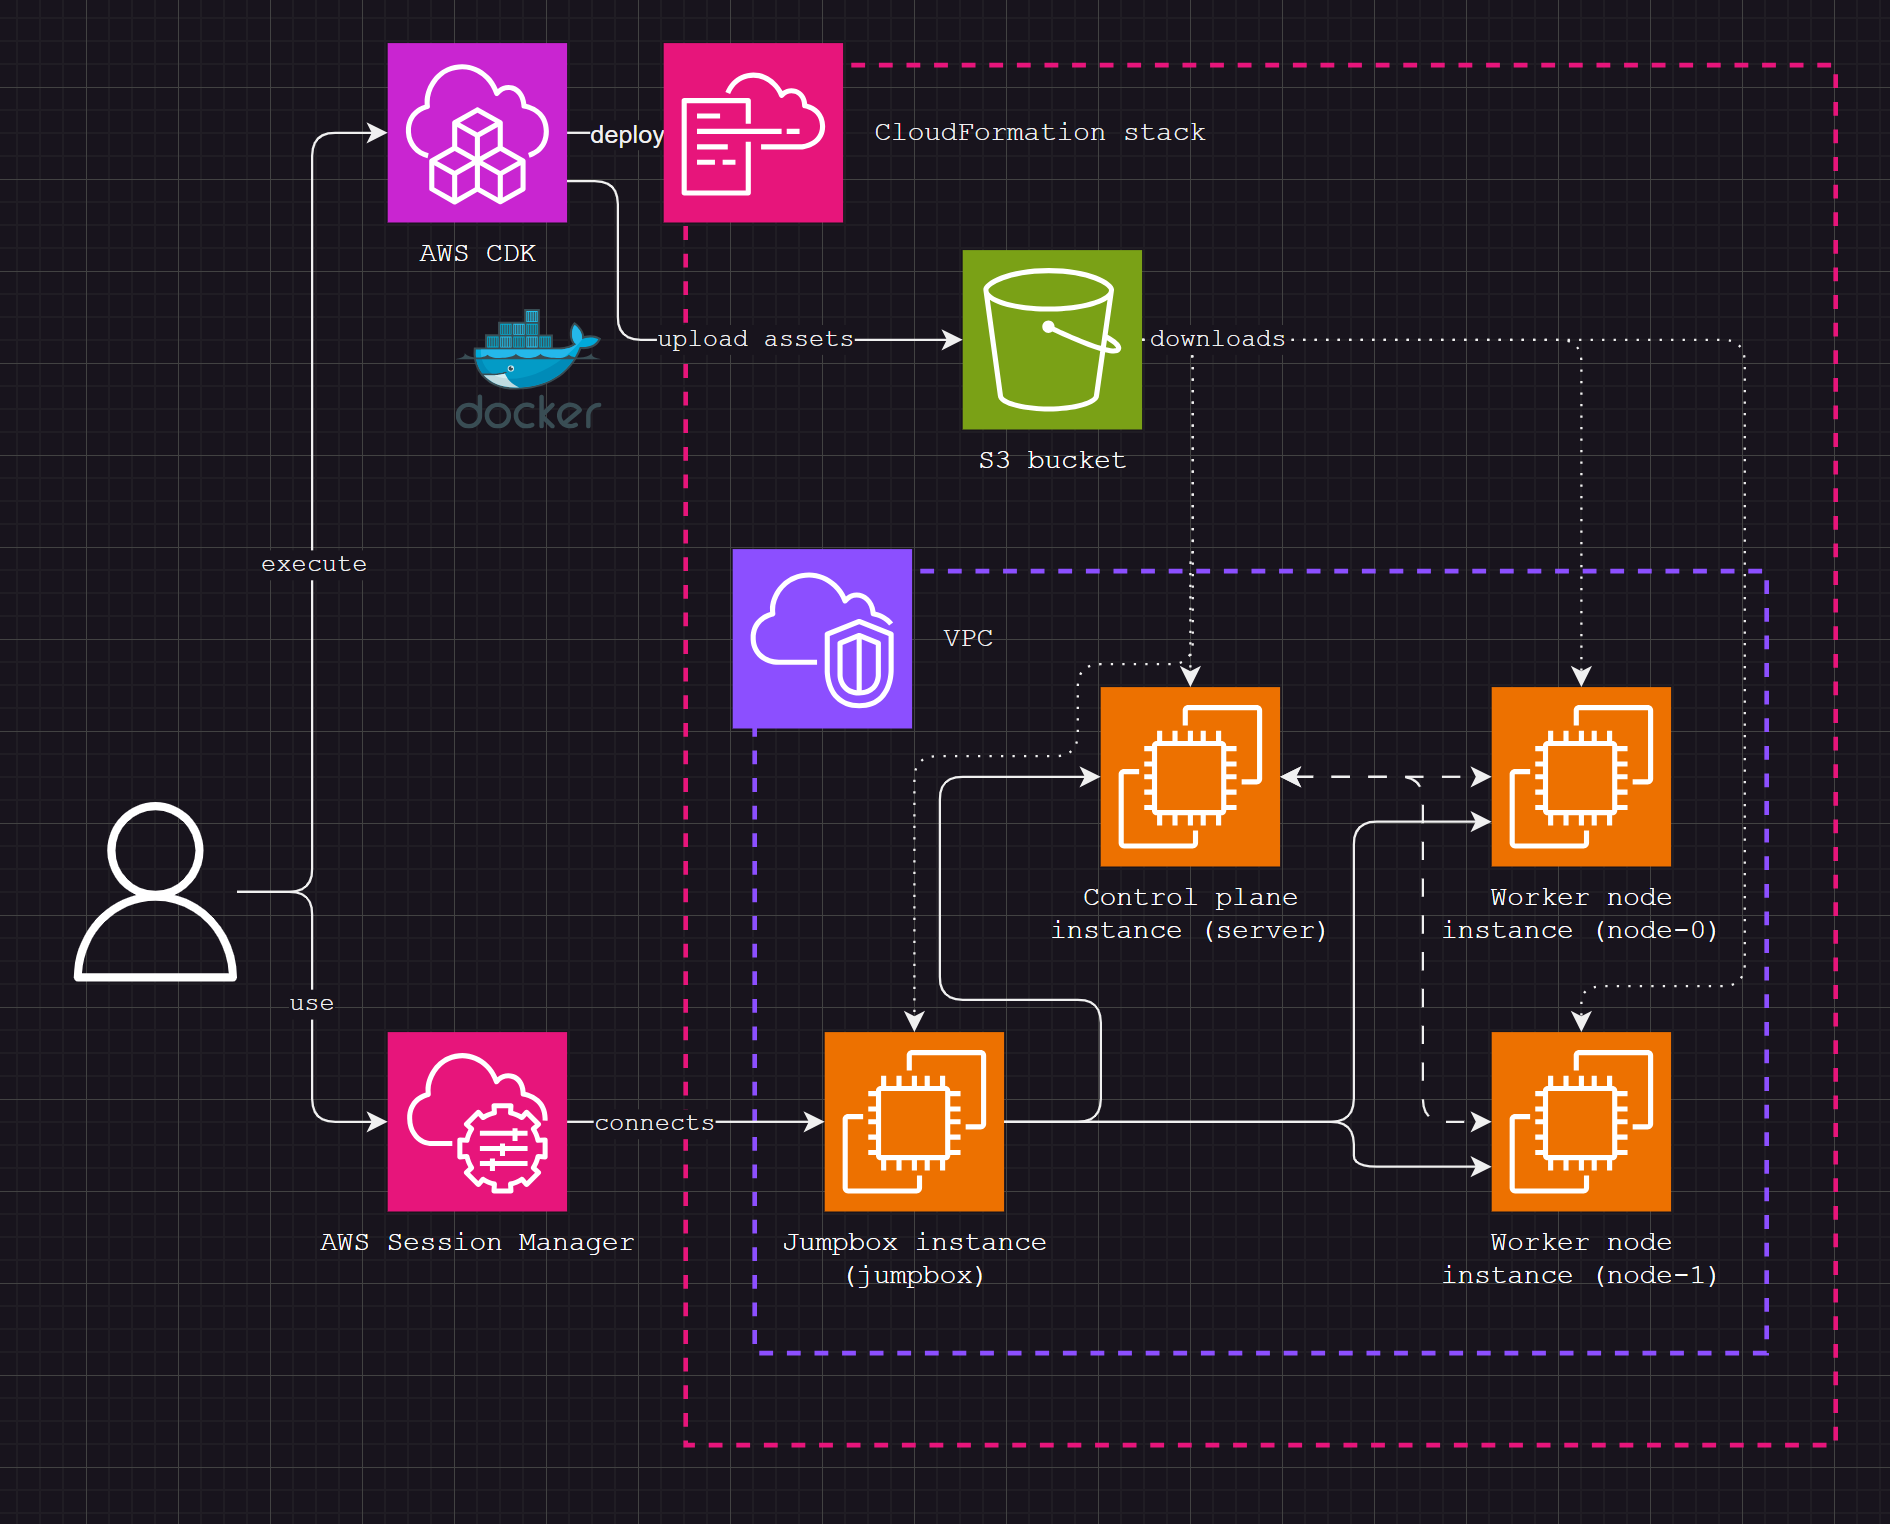 deploy
CloudFormation stack
AWS CDK
upload assets
downloads
docker
S3 bucket
execute
VPC
Control plane
instance (server)
Worker node
instance (node-0)
use
connects
AWS Session Manager
Jumpbox instance
(jumpbox)
Worker node
instance (node-1)